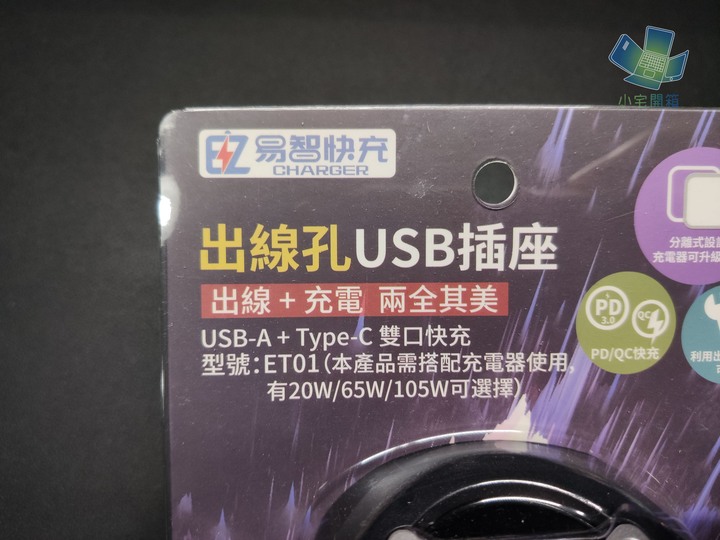 小宅開箱
EZ 易智快充
CHARGER
出線孔USB插座
出線 + 充電 兩全其美
USB-A + Type-C 雙口快充
型號：ET01（本產品需搭配充電器使用，
有20W/65W/105W可選擇）
分離式設
充電器可升級
PD
3.0
QC
PD/QC快充
利用出